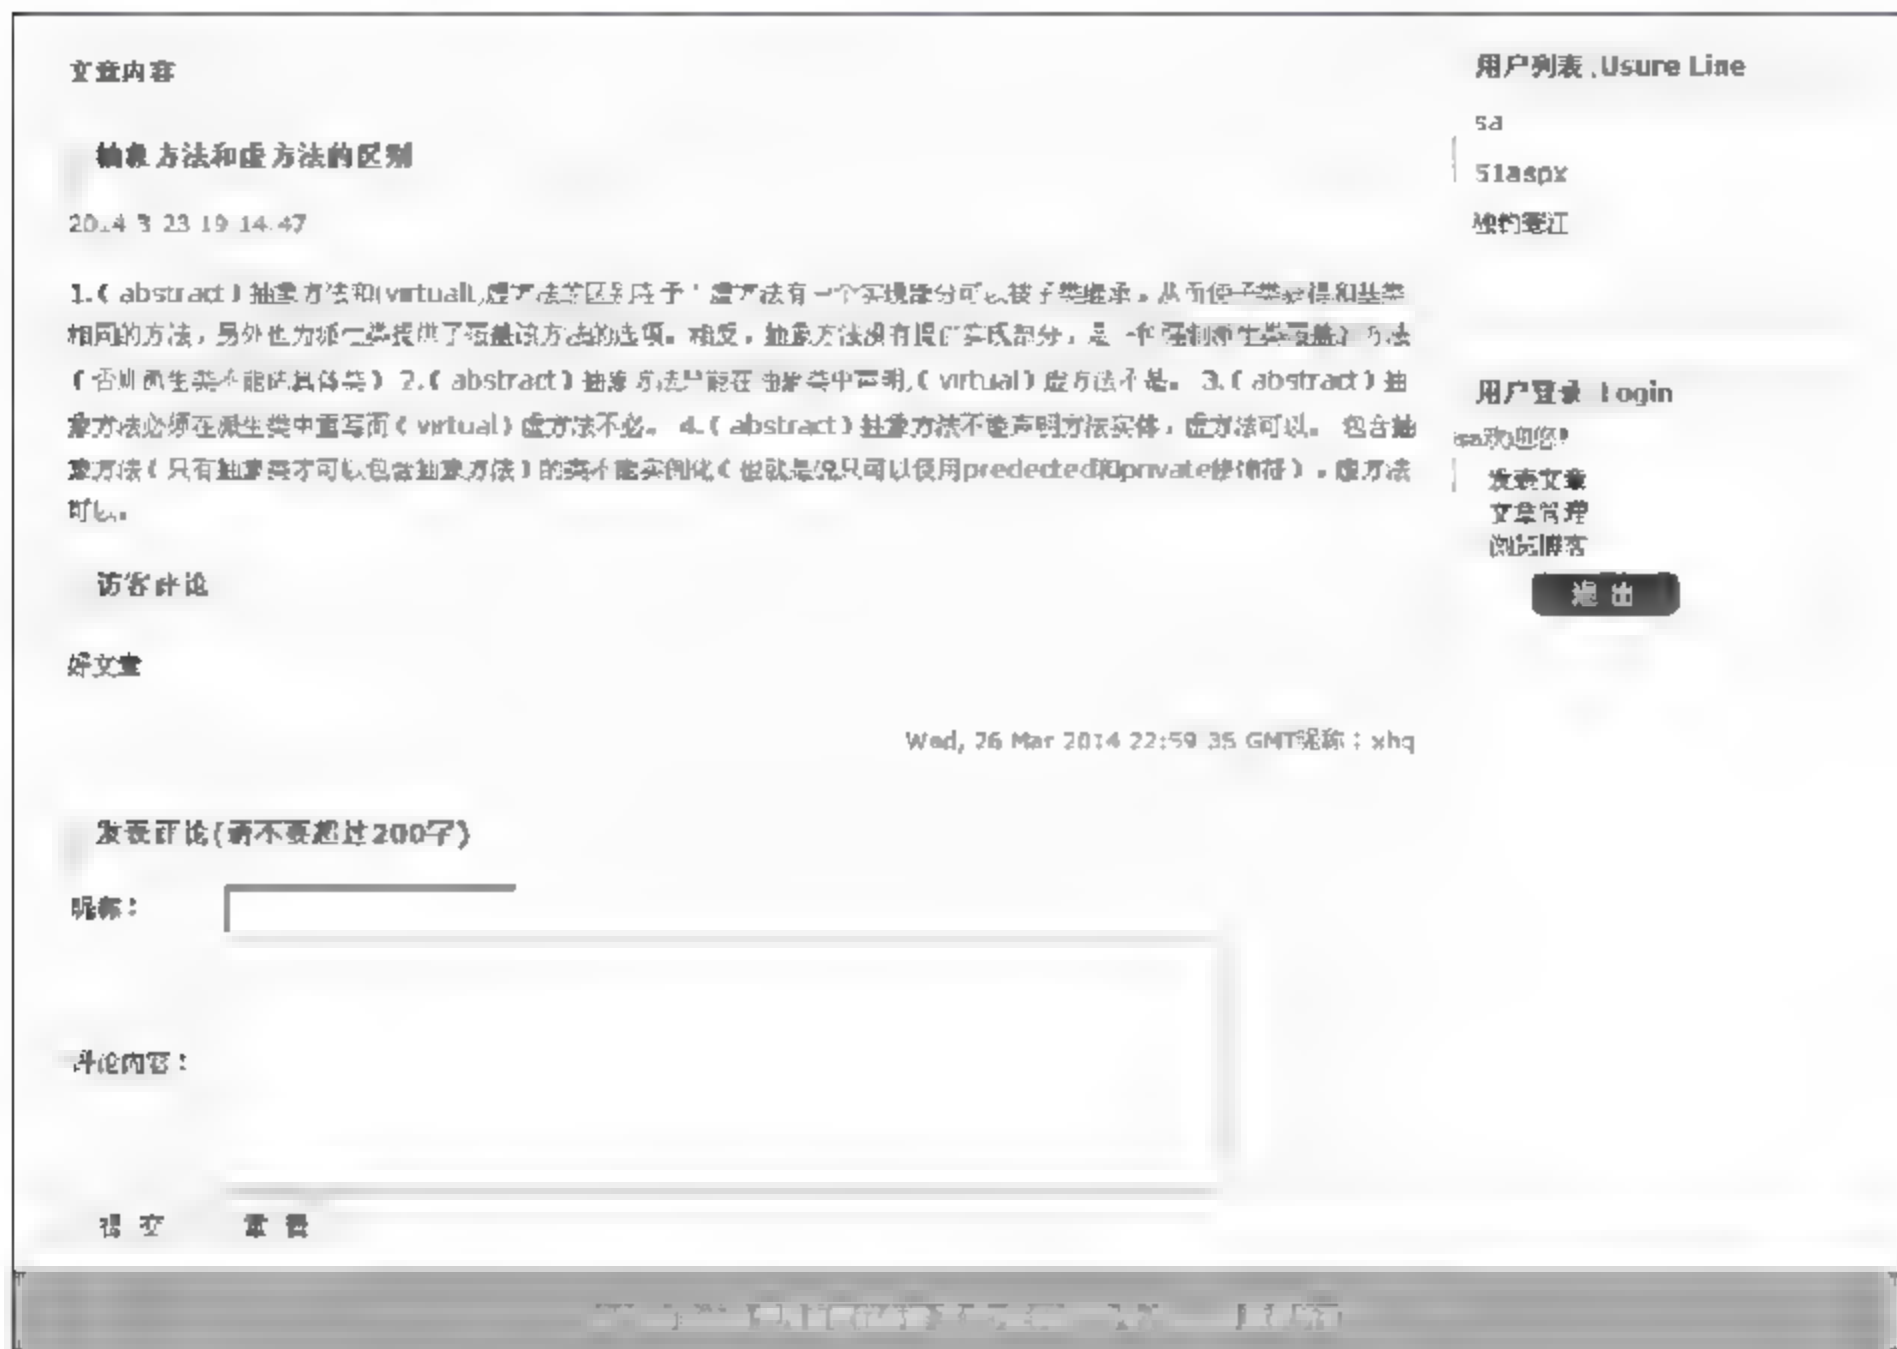 文章内容
抽象方法和虚方法的区别
2014 3 23 19 14:47
1.( abstract ) 抽象方法和(virtual),虚方法的区别在于:虚方法有一个实现部分可以被子类继承。从而使子类获得和基类
相同的方法,另外也为派生类提供了覆盖该方法的选项。相反,抽象方法没有提供实现部分,是一种强制派生类覆盖方法
(否则派生类不能成具体类) 2.( abstract ) 抽象方法只能在抽象类中声明,( virtual ) 虚方法不是。 3.( abstract ) 抽
象方法必须在派生类中重写而( virtual ) 虚方法不必。 4.( abstract ) 抽象方法不能声明方法实体,虚方法可以。 包含抽
象方法(只有抽象类才可以包含抽象方法)的类不能实例化(也就是说只可以使用predected和private修饰符)。虚方法
可以。
访客评论
好文章
Wed, 26 Mar 2014 22:59 35 GMT昵称:xhq
发表评论(请不要超过200字)
昵称:
评论内容:
提 交 重 置
用户列表 .Usure Line
sa
51aspx
独钓寒江
用户登录 Login
sa欢迎您!
发表文章
文章管理
浏览博客
退 出